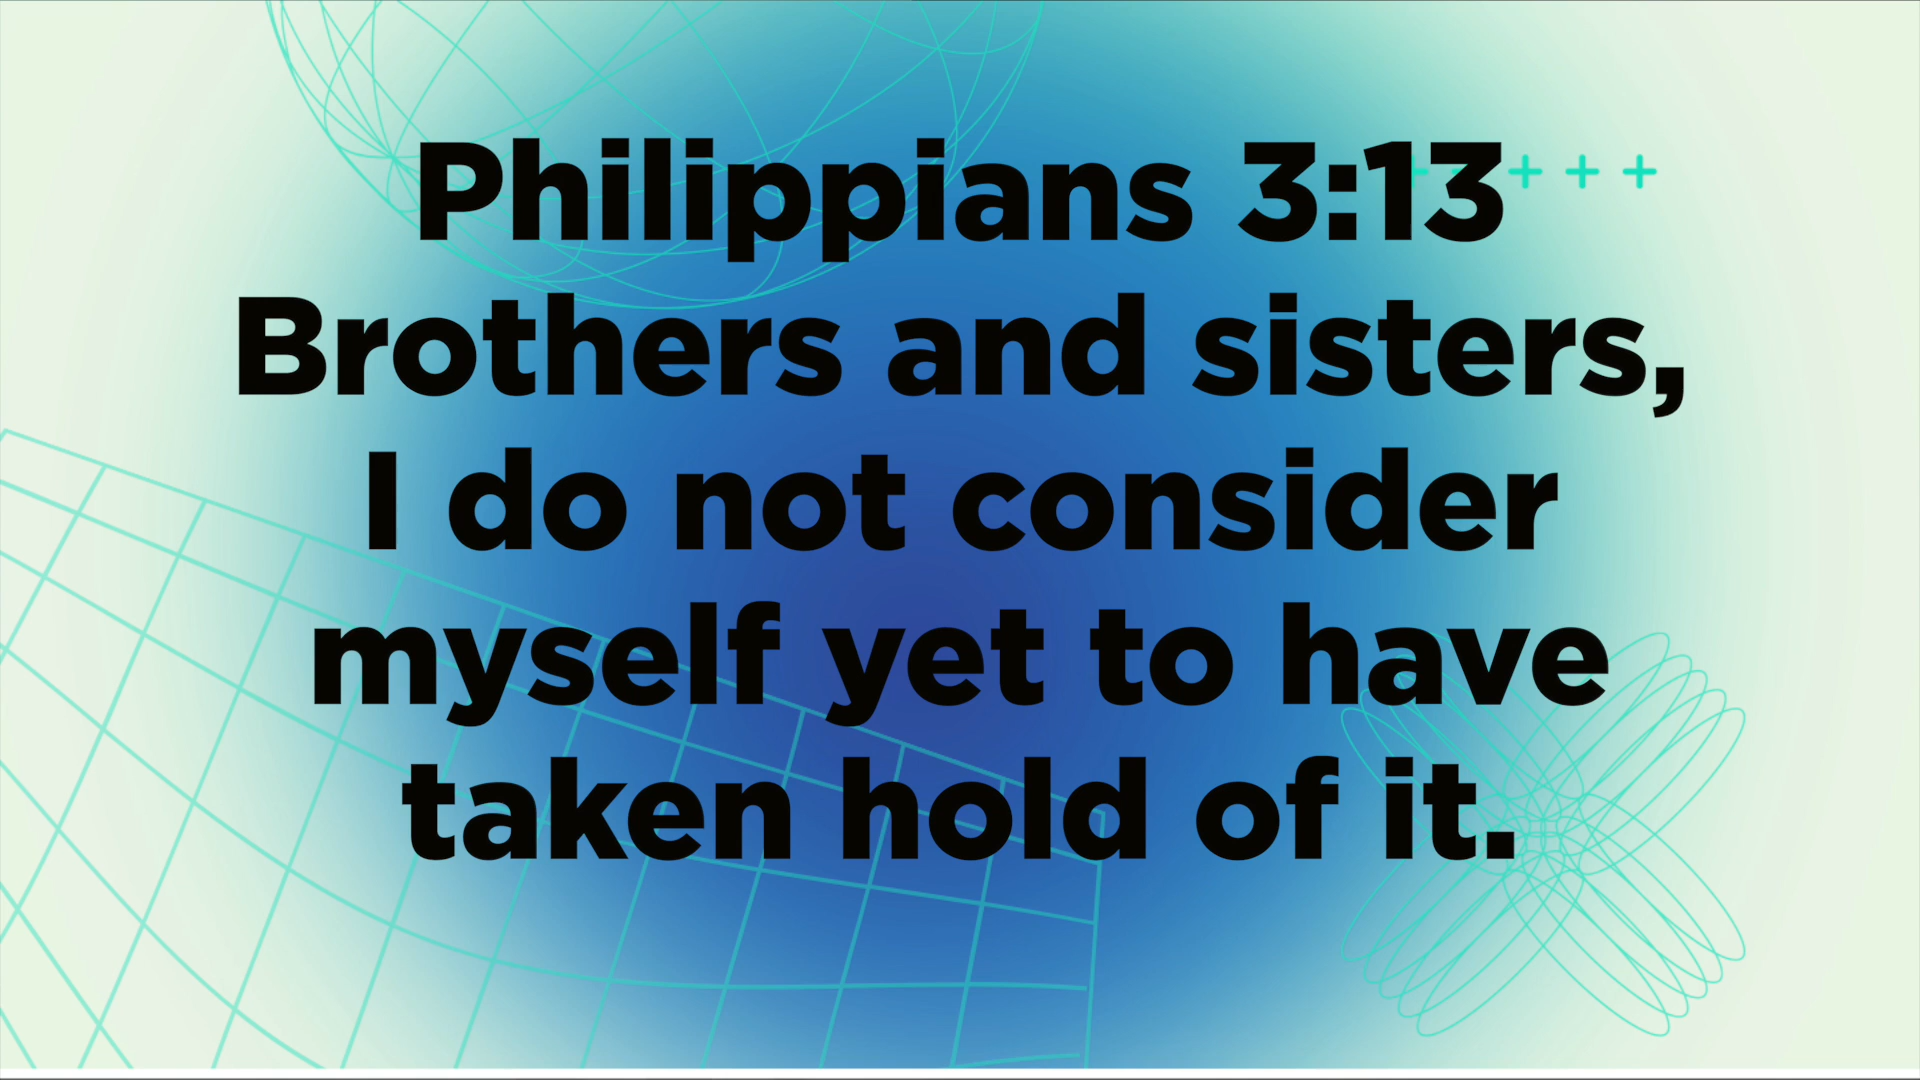 Philippians 3:13
Brothers and sisters,
I do not consider
myself yet to have
taken hold of it.